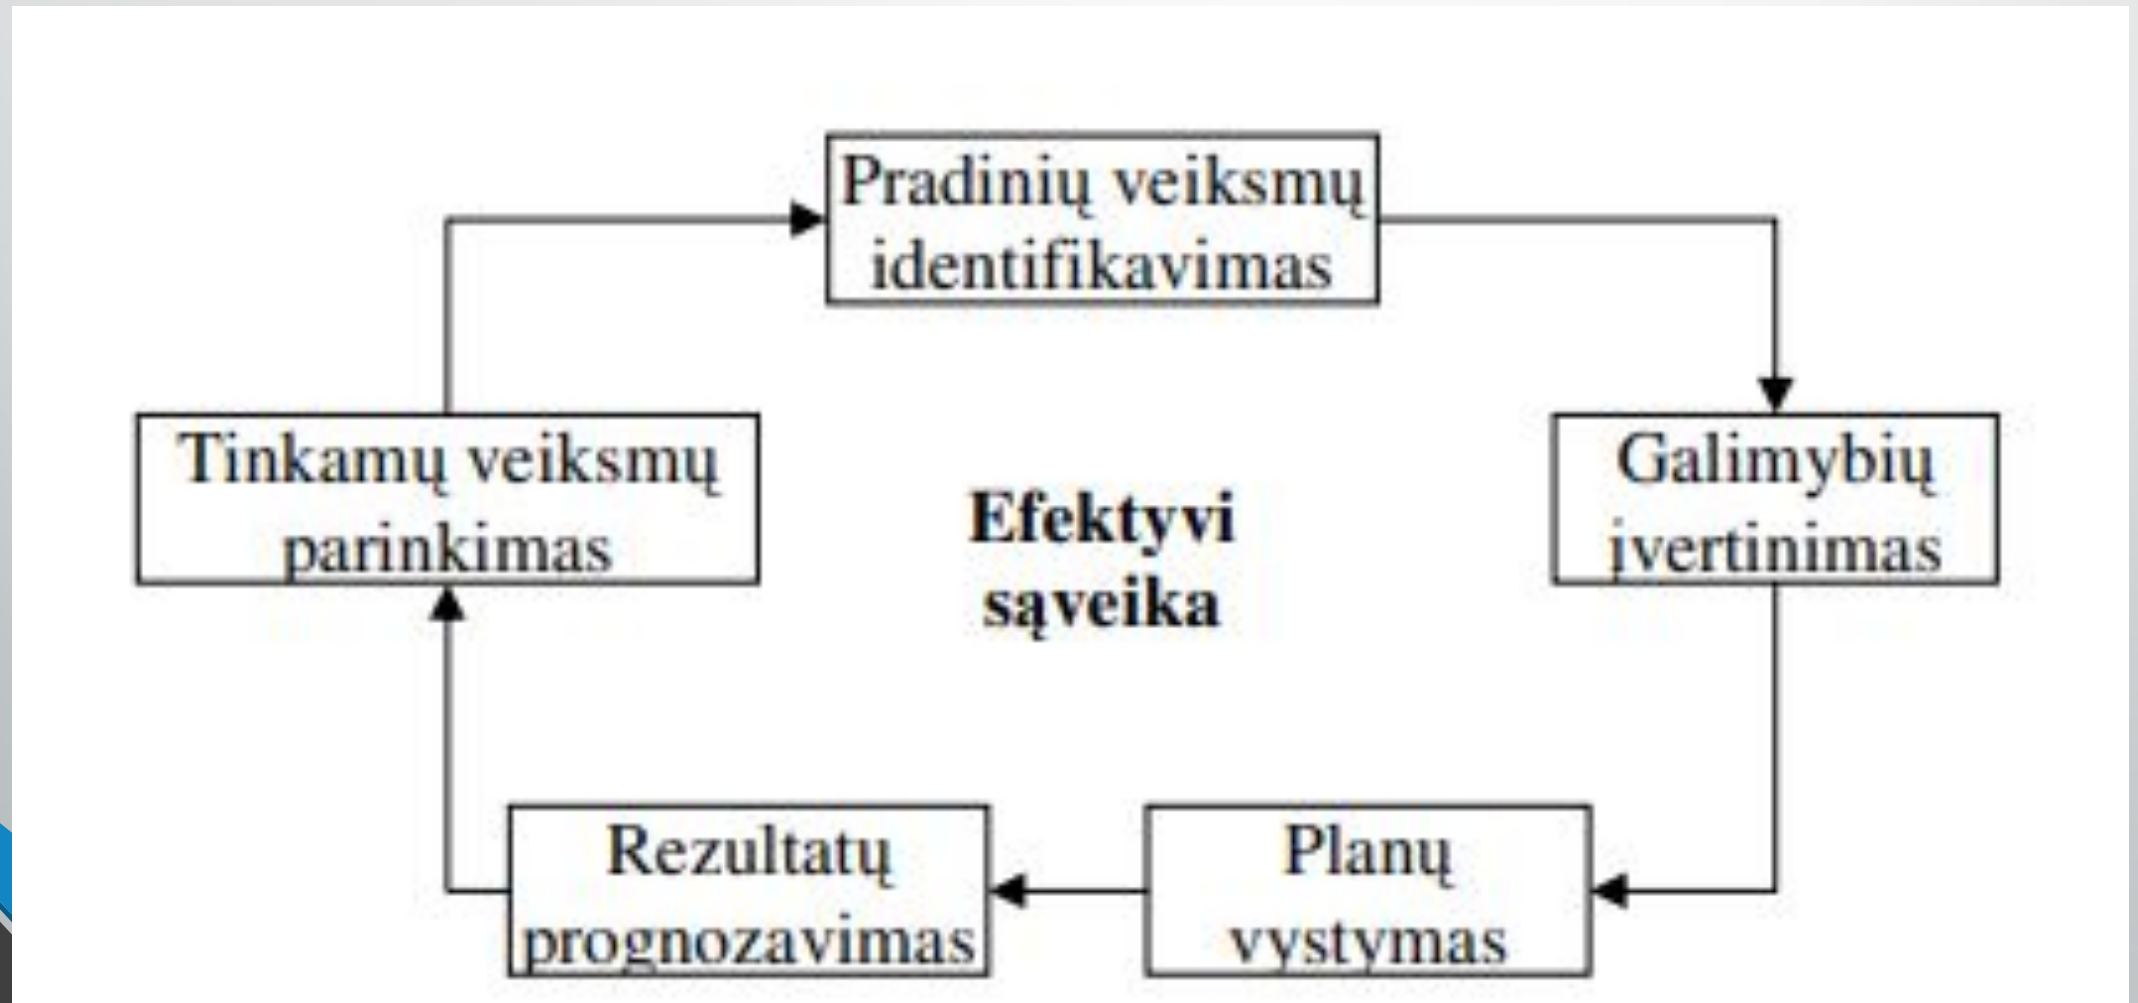 Pradinių veiksmų
identifikavimas
Galimybių
įvertinimas
Planų
vystymas
Rezultatų
prognozavimas
Tinkamų veiksmų
parinkimas
Efektyvi
sąveika